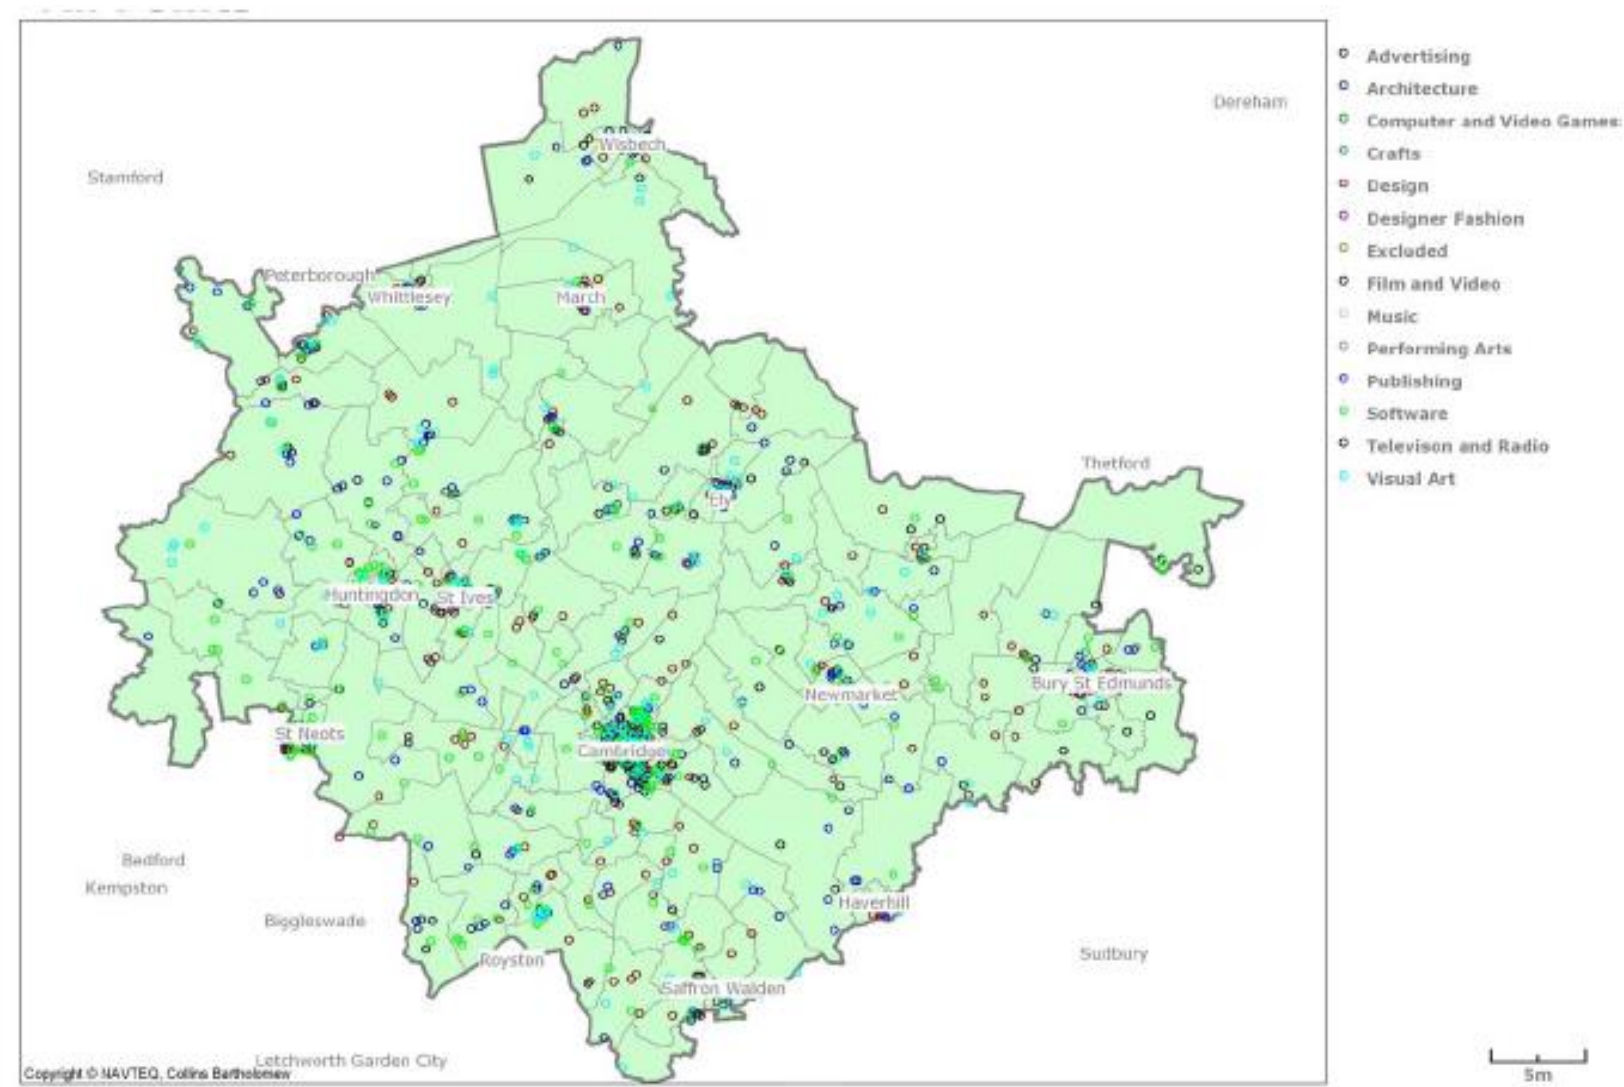 Dereham
Wisbech
Stamford
Peterborough
Whittlesey
March
Thetford
Ely
Huntingdon
St Ives
Bury St Edmunds
Newmarket
St Neots
Cambridge
Bedford
Kempston
Haverhill
Biggleswade
Sudbury
Royston
Saffron Walden
Letchworth Garden City
Copyright © NAVTEQ, Collins Bartholomew
Advertising
Architecture
Computer and Video Games
Crafts
Design
Designer Fashion
Excluded
Film and Video
Music
Performing Arts
Publishing
Software
Televison and Radio
Visual Art
5m